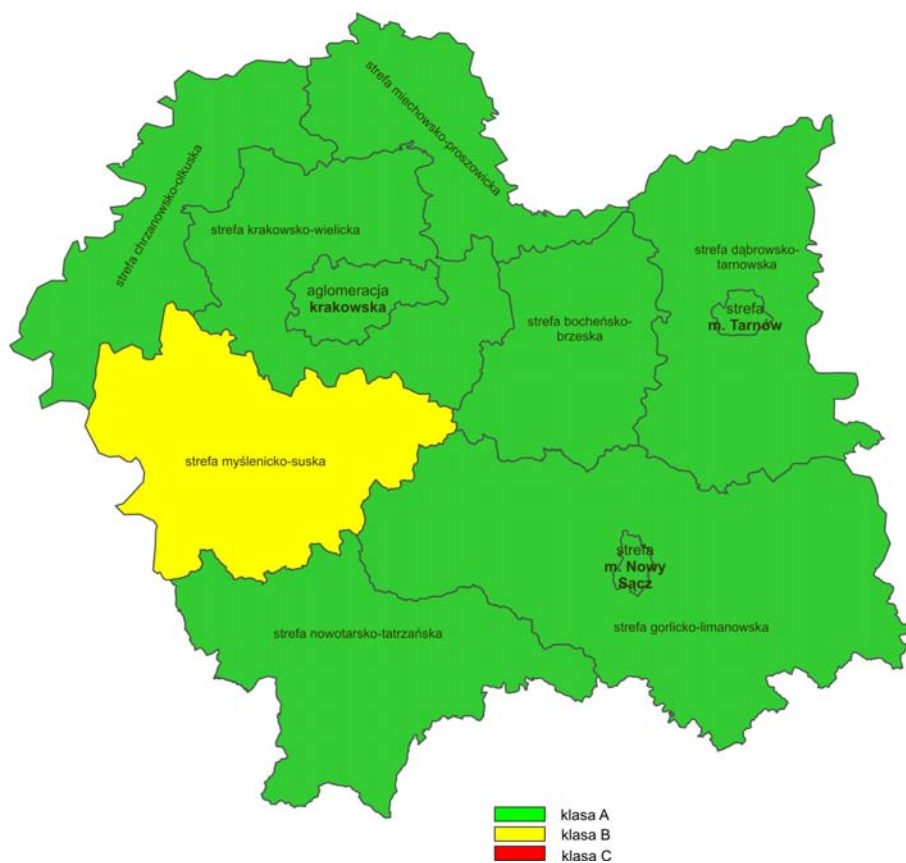 strefa miechowsko-proszowicka
strefa chrzanowsko-olkuska
strefa krakowsko-wielicka
strefa dąbrowsko-
tarnowska
aglomeracja
krakowska
strefa
m. Tarnów
strefa bocheńsko-
brzeska
strefa myślenicko-suska
strefa
m. Nowy
Sącz
strefa nowotarsko-tatrzańska
strefa gorlicko-limanowska
klasa A
klasa B
klasa C